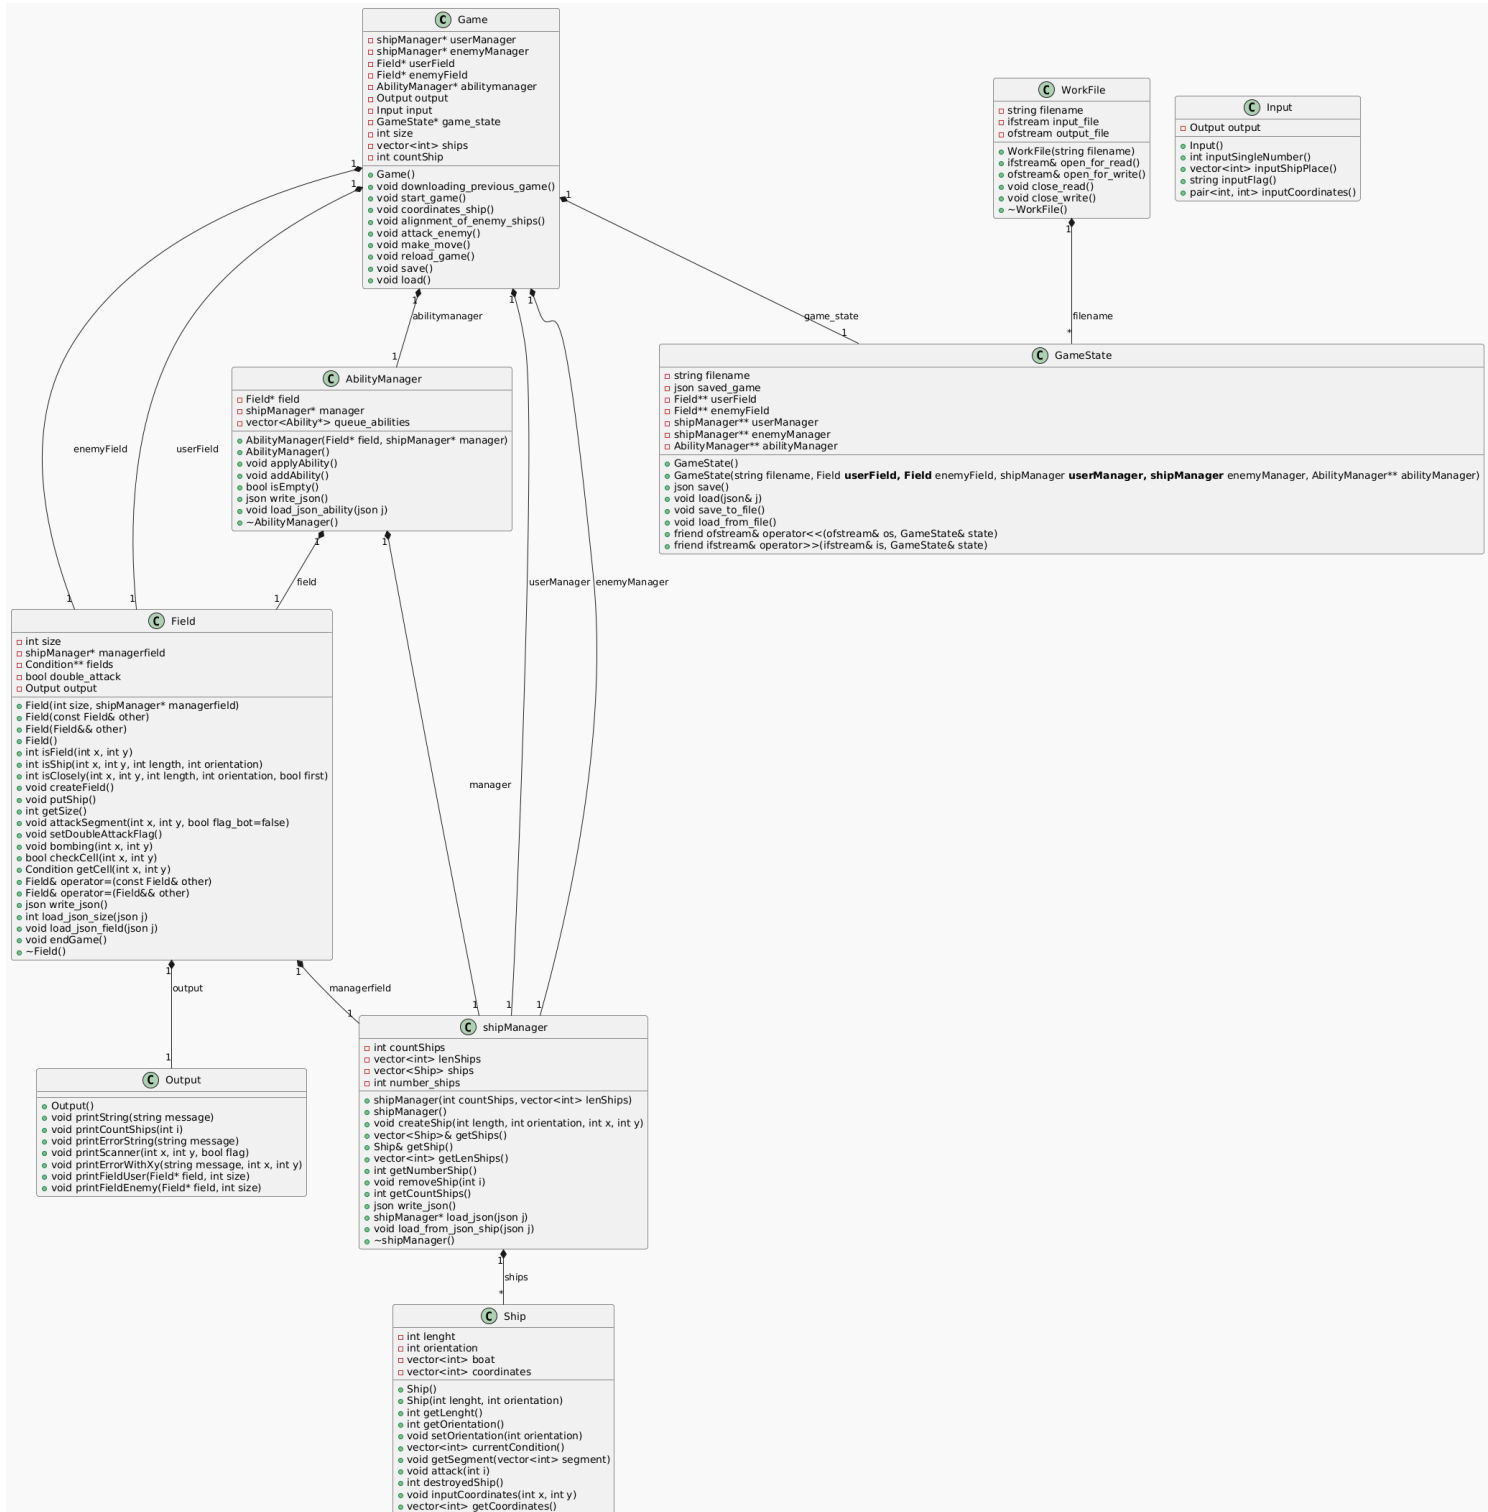 C Game
shipManager* userManager
shipManager* enemyManager
Field* userField
Field* enemyField
AbilityManager* abilitymanager
Output output
Input input
GameState* game_state
int size
vector<int> ships
int countShip
Game()
void downloading_previous_game()
void start_game()
void coordinates_ship()
void alignment_of_enemy_ships()
void attack_enemy()
void make_move()
void reload_game()
void save()
void load()
C WorkFile
string filename
ifstream input_file
ofstream output_file
WorkFile(string filename)
ifstream& open_for_read()
ofstream& open_for_write()
void close_read()
void close_write()
~WorkFile()
C Input
Output output
Input()
int inputSingleNumber()
vector<int> inputShipPlace()
string inputFlag()
pair<int, int> inputCoordinates()
1
1
1
1
1
1
1
abilitymanager
game_state
filename
1
1
*
C AbilityManager
Field* field
shipManager* manager
vector<Ability*> queue_abilities
AbilityManager(Field* field, shipManager* manager)
AbilityManager()
void applyAbility()
void addAbility()
bool isEmpty()
json write_json()
void load_json_ability(json j)
~AbilityManager()
C GameState
string filename
json saved_game
Field** userField
Field** enemyField
shipManager** userManager
shipManager** enemyManager
AbilityManager** abilityManager
GameState()
GameState(string filename, Field userField, Field enemyField, shipManager userManager, shipManager enemyManager, AbilityManager** abilityManager)
json save()
void load(json& j)
void save_to_file()
void load_from_file()
friend ofstream& operator<<(ofstream& os, GameState& state)
friend ifstream& operator>>(ifstream& is, GameState& state)
enemyField
userField
1
1
field
userManager
enemyManager
1
1
1
C Field
int size
shipManager* managerfield
Condition** fields
bool double_attack
Output output
Field(int size, shipManager* managerfield)
Field(const Field& other)
Field(Field&& other)
Field()
int isField(int x, int y)
int isShip(int x, int y, int length, int orientation)
int isClosely(int x, int y, int length, int orientation, bool first)
void createField()
void putShip()
int getSize()
void attackSegment(int x, int y, bool flag_bot=false)
void setDoubleAttackFlag()
void bombing(int x, int y)
bool checkCell(int x, int y)
Condition getCell(int x, int y)
Field& operator=(const Field& other)
Field& operator=(Field&& other)
json write_json()
int load_json_size(json j)
void load_json_field(json j)
void endGame()
~Field()
manager
1
1
output
managerfield
1
1
1
1
1
C Output
Output()
void printString(string message)
void printCountShips(int i)
void printErrorString(string message)
void printScanner(int x, int y, bool flag)
void printErrorWithXy(string message, int x, int y)
void printFieldUser(Field* field, int size)
void printFieldEnemy(Field* field, int size)
C shipManager
int countShips
vector<int> lenShips
vector<Ship> ships
int number_ships
shipManager(int countShips, vector<int> lenShips)
shipManager()
void createShip(int length, int orientation, int x, int y)
vector<Ship>& getShips()
Ship& getShip()
vector<int> getLenShips()
int getNumberShip()
void removeShip(int i)
int getCountShips()
json write_json()
shipManager* load_json(json j)
void load_from_json_ship(json j)
~shipManager()
1
ships
*
C Ship
int lenght
int orientation
vector<int> boat
vector<int> coordinates
Ship()
Ship(int lenght, int orientation)
int getLenght()
int getOrientation()
void setOrientation(int orientation)
vector<int> currentCondition()
void getSegment(vector<int> segment)
void attack(int i)
int destroyedShip()
void inputCoordinates(int x, int y)
vector<int> getCoordinates()